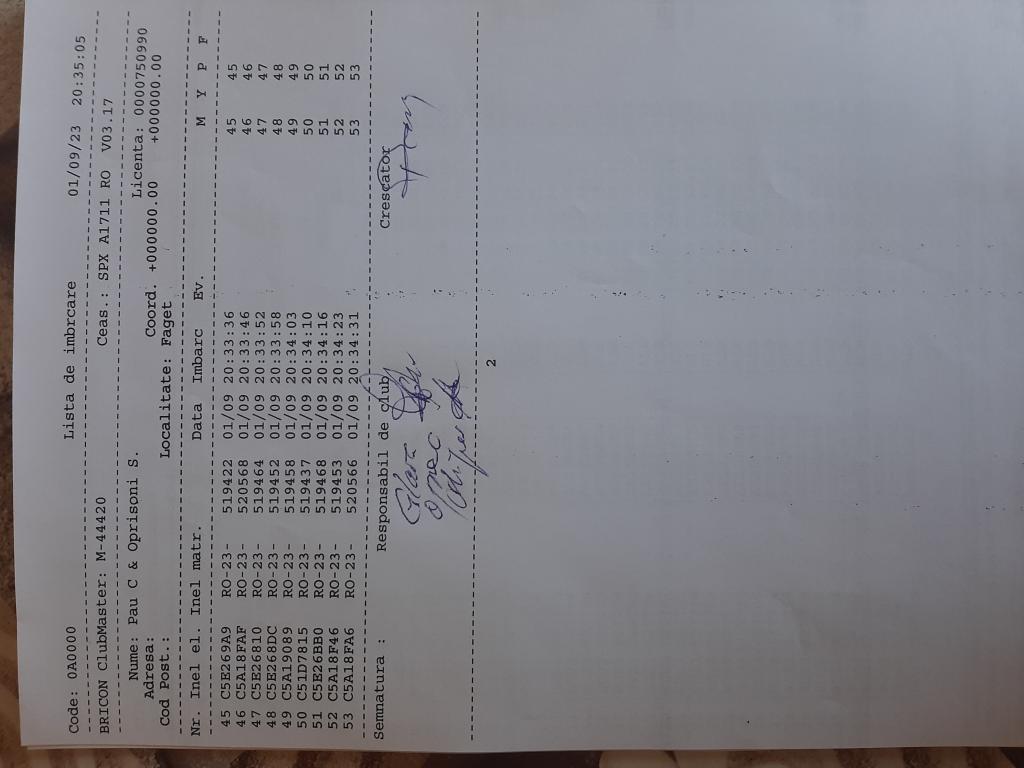 Code: 0A0000 Lista de imbrcare 01/09/23 20:35:05
BRICON ClubMaster: M-44420 Ceas.: SPX A1711 RO V03.17
Nume: Pau C & Oprisoni S. Licenta: 0000750990
Adresa: Coord. +000000.00 +000000.00
Cod Post.: Localitate: Faget
Nr. Inel el. Inel matr. Data Imbarc Ev. M Y P F
45 C5E269A9 RO-23- 519422 01/09 20:33:36 45 45
46 C5A18FAF RO-23- 520568 01/09 20:33:46 46 46
47 C5E26810 RO-23- 519464 01/09 20:33:52 47 47
48 C5E268DC RO-23- 519452 01/09 20:33:58 48 48
49 C5A19089 RO-23- 519458 01/09 20:34:03 49 49
50 C51D7815 RO-23- 519437 01/09 20:34:10 50 50
51 C5E26BB0 RO-23- 519468 01/09 20:34:16 51 51
52 C5A18F46 RO-23- 519453 01/09 20:34:23 52 52
53 C5A18FA6 RO-23- 520566 01/09 20:34:31 53 53
Semnatura : Responsabil de club Crescator
2